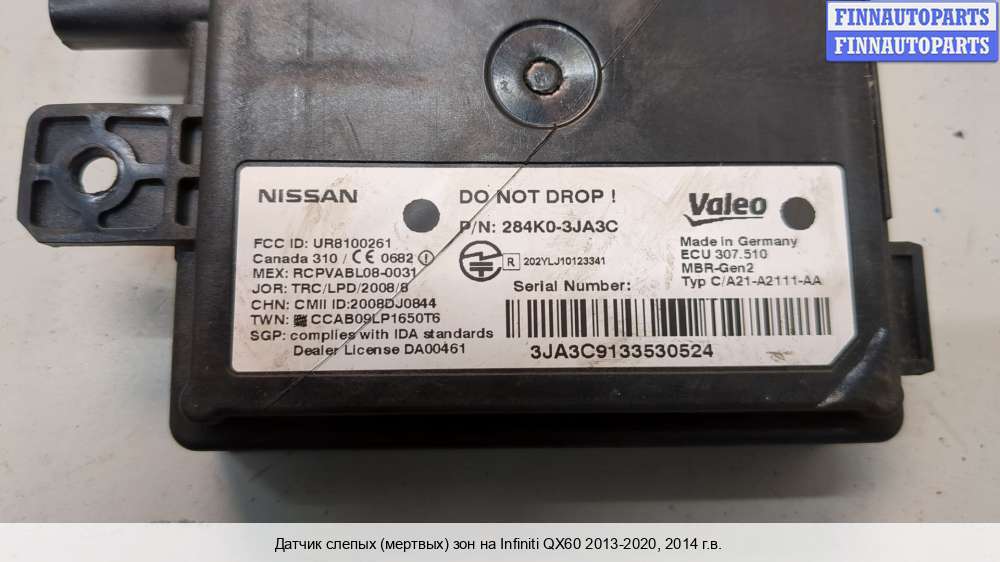 FINNAUTOPARTS
FINNAUTOPARTS
NISSAN
DO NOT DROP !
P/N: 284K0-3JA3C
Valeo
FCC ID: UR8100261
Canada 310 / CE 0682 !
MEX: RCPVABL08-0031
JOR: TRC/LPD/2008/8
CHN: CMII ID:2008DJ0844
TWN: CCAB09LP1650T6
SGP: complies with IDA standards
Dealer License DA00461
R 202YLJ10123341
Serial Number:
3JA3C9133530524
Made in Germany
ECU 307.510
MBR-Gen2
Typ C/A21-A2111-AA
Датчик слепых (мертвых) зон на Infiniti QX60 2013-2020, 2014 г.в.